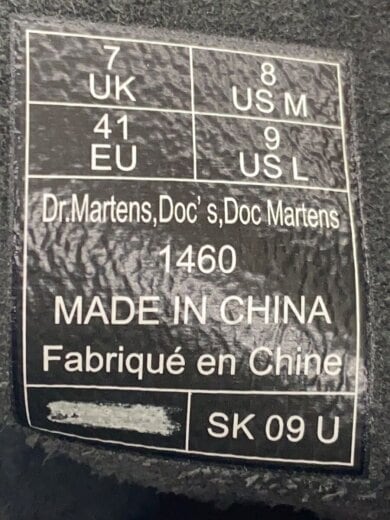 7 8
UK US M
41 9
EU US L
Dr.Martens,Doc' s,Doc Martens
1460
MADE IN CHINA
Fabriqué en Chine
SK 09 U